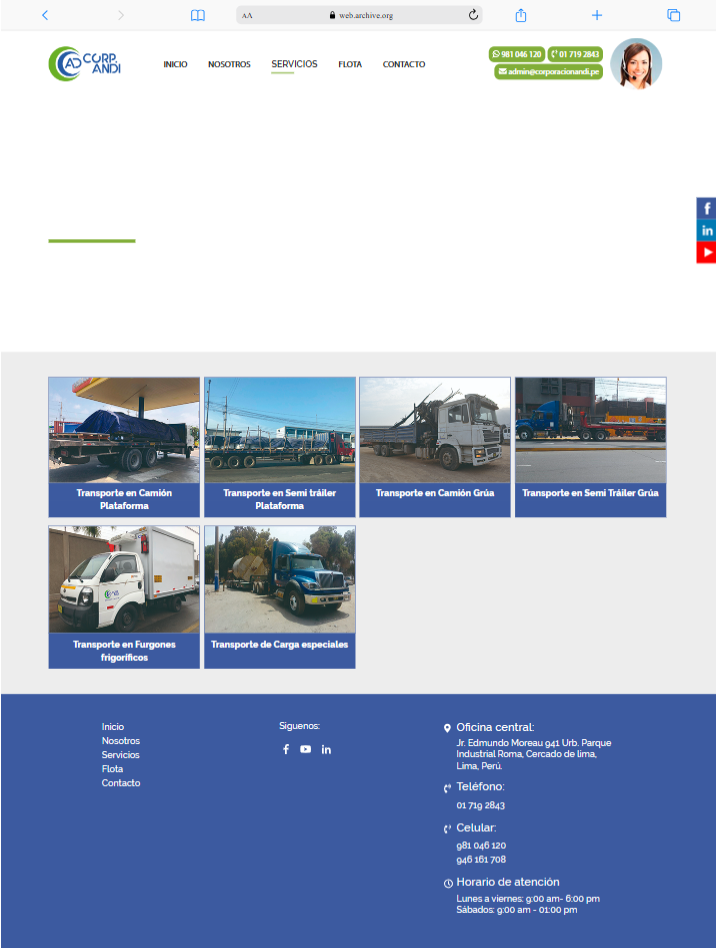 AA
web.archive.org
AD CORP. ANDI
INICIO
NOSOTROS
SERVICIOS
FLOTA
CONTACTO
981 046 120
01 719 2843
admin@corporacionandi.pe
f
in
Transporte en Camión
Plataforma
Transporte en Semi tráiler
Plataforma
Transporte en Camión Grúa
Transporte en Semi Tráiler Grúa
Transporte en Furgones
frigoríficos
Transporte de Carga especiales
Inicio
Nosotros
Servicios
Flota
Contacto
Siguenos:
f
in
Oficina central:
Jr. Edmundo Moreau 941 Urb. Parque
Industrial Roma, Cercado de lima,
Lima, Perú.
Teléfono:
01 719 2843
Celular:
981 046 120
946 161 708
Horario de atención
Lunes a viernes: 9:00 am- 6:00 pm
Sábados: 9:00 am - 01:00 pm